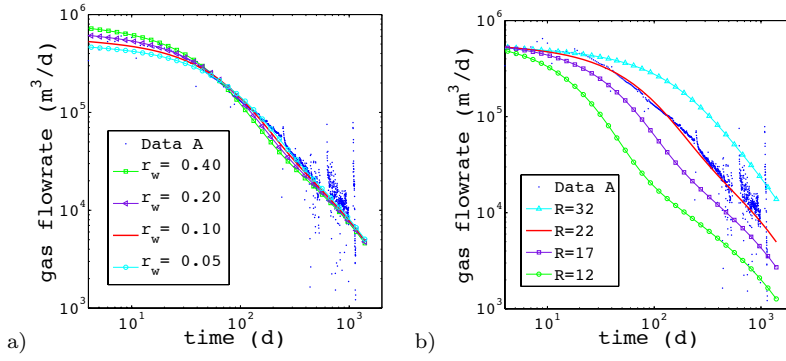 10^6
10^5
10^4
10^3
gas flowrate (m^3/d)
Data A
r_w = 0.40
r_w = 0.20
r_w = 0.10
r_w = 0.05
10^1
10^2
10^3
time (d)
a)
10^6
10^5
10^4
10^3
gas flowrate (m^3/d)
Data A
R=32
R=22
R=17
R=12
10^1
10^2
10^3
time (d)
b)